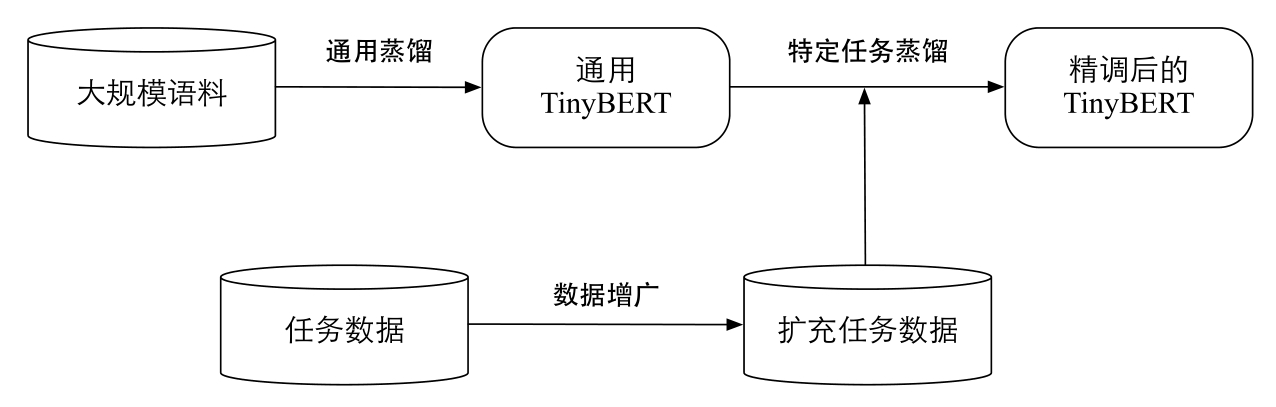 通用蒸馏
特定任务蒸馏
大规模语料
通用
TinyBERT
精调后的
TinyBERT
数据增广
任务数据
扩充任务数据